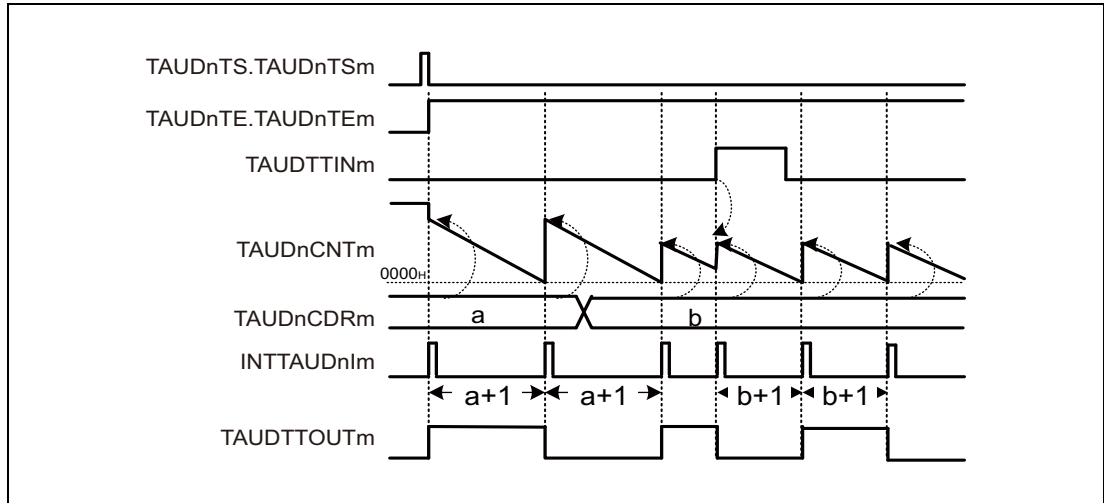 TAUDnTS.TAUDnTSm
TAUDnTE.TAUDnTEm
TAUDTTINm
TAUDnCNTm
0000H
TAUDnCDRm
a
b
INTTAUDnIm
a+1
a+1
b+1
b+1
TAUDTTOUTm